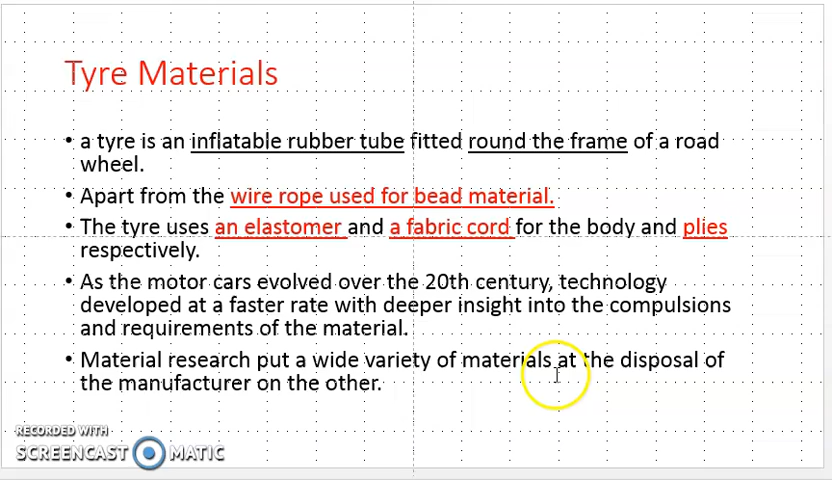 Tyre Materials
• a tyre is an inflatable rubber tube fitted round the frame of a road
wheel.
• Apart from the wire rope used for bead material.
• The tyre uses an elastomer and a fabric cord for the body and plies
respectively.
• As the motor cars evolved over the 20th century, technology
developed at a faster rate with deeper insight into the compulsions
and requirements of the material.
• Material research put a wide variety of materials at the disposal of
the manufacturer on the other.
RECORDED WITH
SCREENCAST MATIC